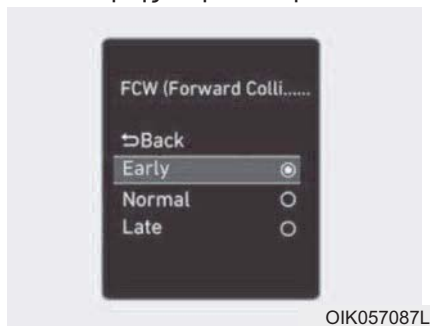 FCW (Forward Colli......
⮌Back
Early
Normal
Late
OIK057087L